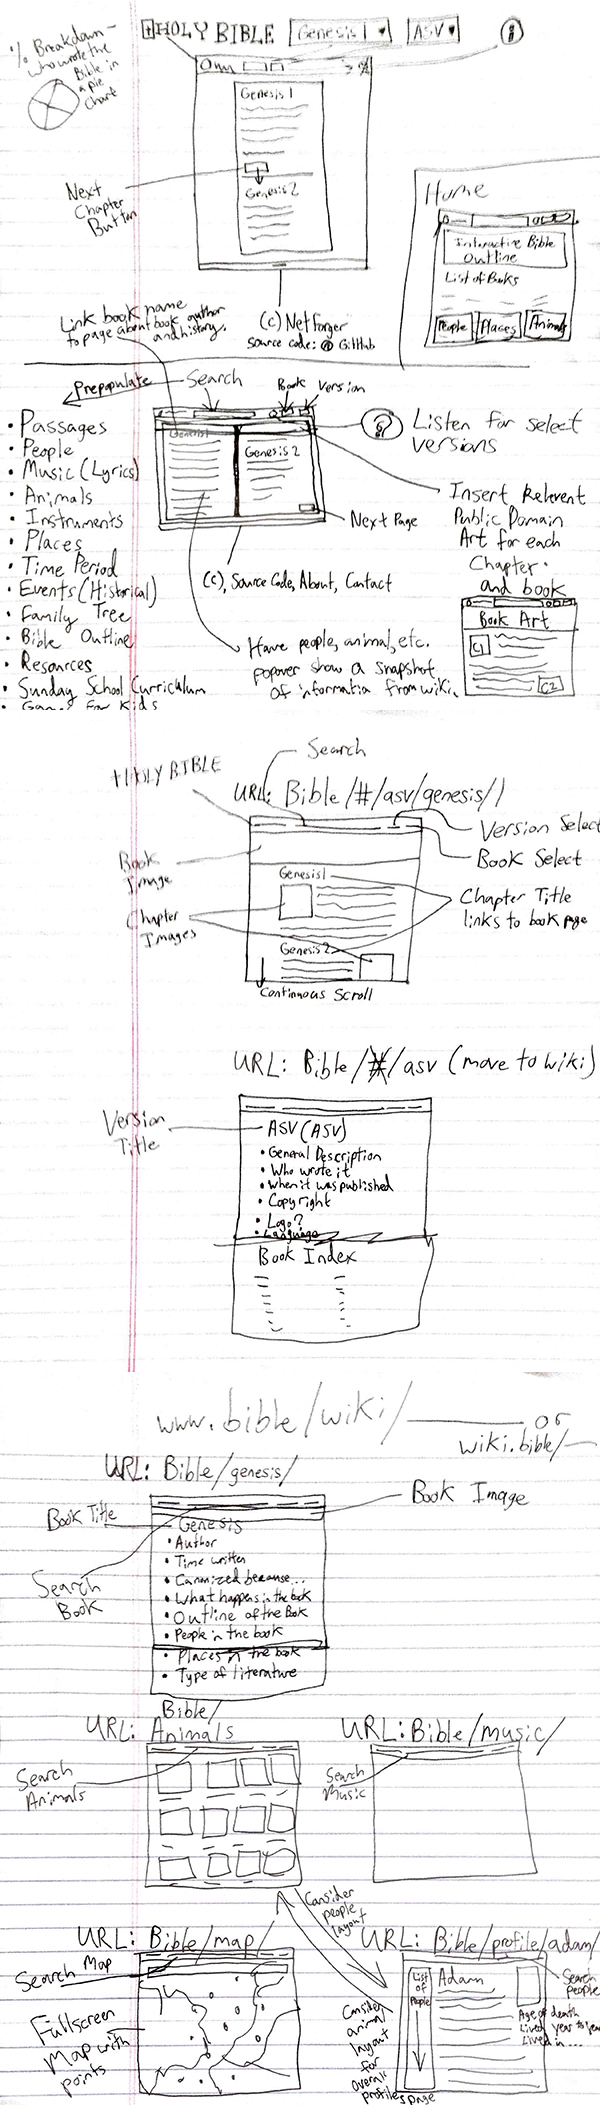 % Breakdown -
who wrote the
Bible in
a pie
chart
HOLY BIBLE
Genesis 1
ASV
i
Genesis 1
Genesis 2
Next
Chapter
Button
Home
Interactive Bible
Outline
List of Books
People
Places
Animals
Link book name
to page about book author
and history.
(c) Netforger
source code: GitHub
Prepopulate
Search
Book
Version
• Passages
• People
• Music (Lyrics)
• Animals
• Instruments
• Places
• Time Period
• Events (Historical)
• Family Tree
• Bible Outline
• Resources
• Sunday School Curriculum
• Games for Kids
Genesis 1
Genesis 2
Listen for select
versions
Next Page
Insert Relevent
Public Domain
Art for each
Chapter
and book
(c), Source Code, About, Contact
Have people, animal, etc.
popover show a snapshot
of informatia from wiki.
Book Art
C1
C2
Search
HOLY BIBLE
URL: Bible/#/asv/genesis/1
Version Select
Book Select
Book
Image
Genesis 1
Chapter
Images
Chapter Title
links to book page
Genesis 2
Continuous Scroll
URL: Bible/#/asv (move to wiki)
Version
Title
ASV (ASV)
• General Description
• Who wrote it
• When it was published
• Copyright
• Logo?
• Language
Book Index
www.bible/wiki/ or
wiki.bible/
URL: Bible/genesis/
Book Title
Book Image
Search
Book
Genesis
• Author
• Time written
• Cannized because...
• What happens in the book
• Outline of the Book
• People in the book
• Places in the book
• Type of literature
Bible/
URL: Animals
Search
Animals
URL: Bible/music/
Search
Music
Consider
people
layout
URL: Bible/map/
Search Map
Fullscreen
Map with
points
Consider
animal
layout
for
overall
profiles page
URL: Bible/profile/adam/
List
of
People
Adam
Search
people
Age of death
Lived year to year
Lived in...